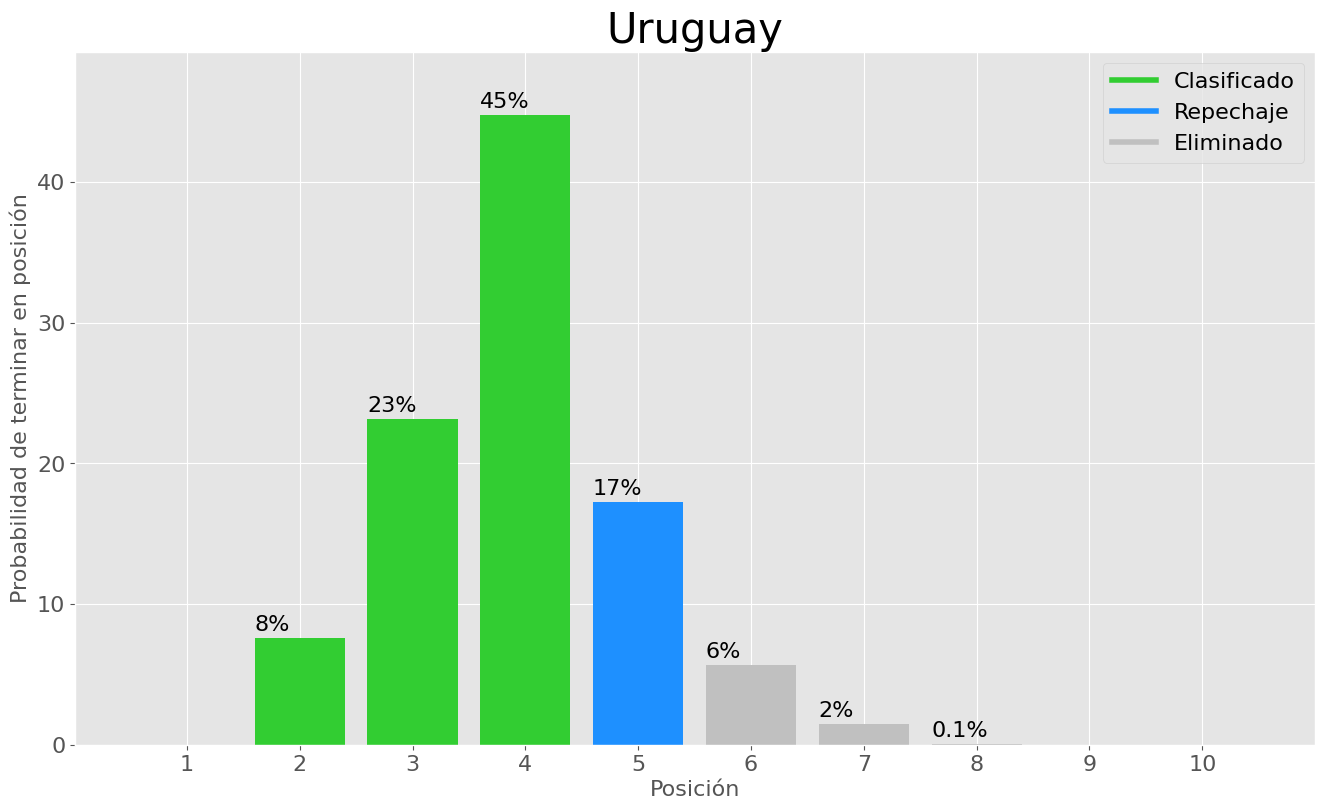 Uruguay
Clasificado
Repechaje
Eliminado
Probabilidad de terminar en posición
40
30
20
10
0
8%
23%
45%
17%
6%
2%
0.1%
1 2 3 4 5 6 7 8 9 10
Posición